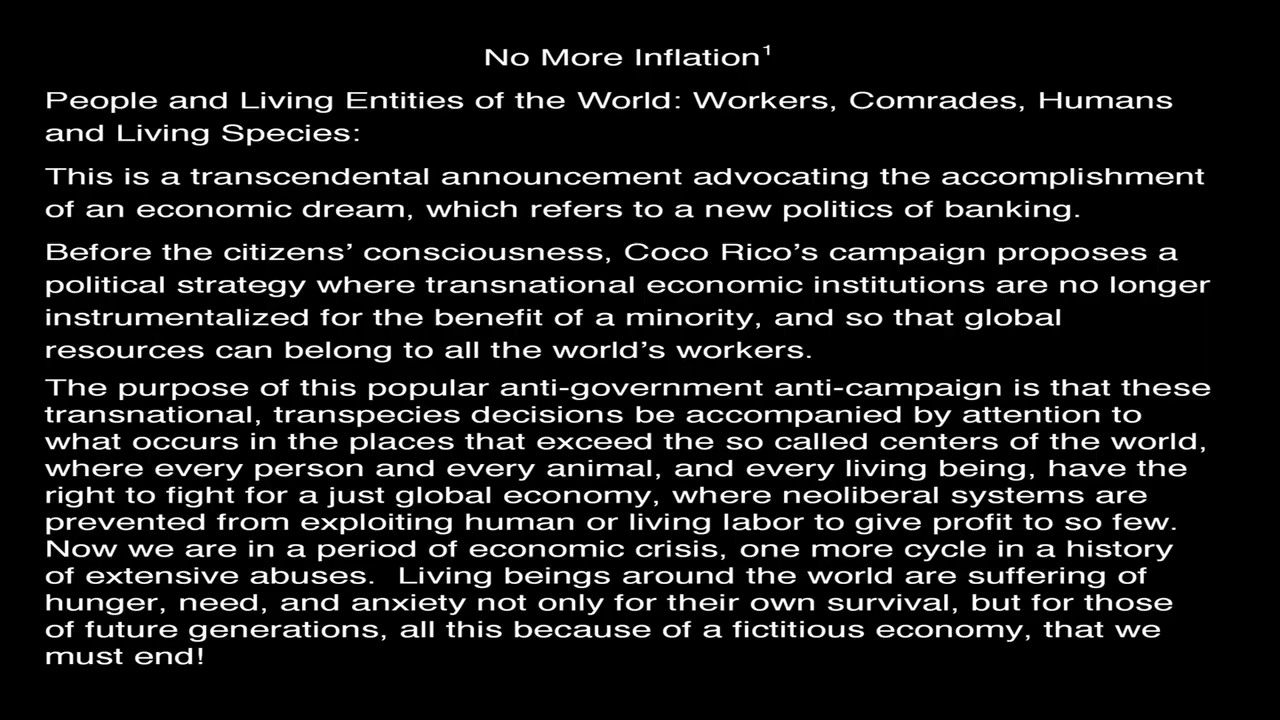 No More Inflation¹
People and Living Entities of the World: Workers, Comrades, Humans
and Living Species:
This is a transcendental announcement advocating the accomplishment
of an economic dream, which refers to a new politics of banking.
Before the citizens’ consciousness, Coco Rico’s campaign proposes a
political strategy where transnational economic institutions are no longer
instrumentalized for the benefit of a minority, and so that global
resources can belong to all the world’s workers.
The purpose of this popular anti-government anti-campaign is that these
transnational, transpecies decisions be accompanied by attention to
what occurs in the places that exceed the so called centers of the world,
where every person and every animal, and every living being, have the
right to fight for a just global economy, where neoliberal systems are
prevented from exploiting human or living labor to give profit to so few.
Now we are in a period of economic crisis, one more cycle in a history
of extensive abuses.  Living beings around the world are suffering of
hunger, need, and anxiety not only for their own survival, but for those
of future generations, all this because of a fictitious economy, that we
must end!